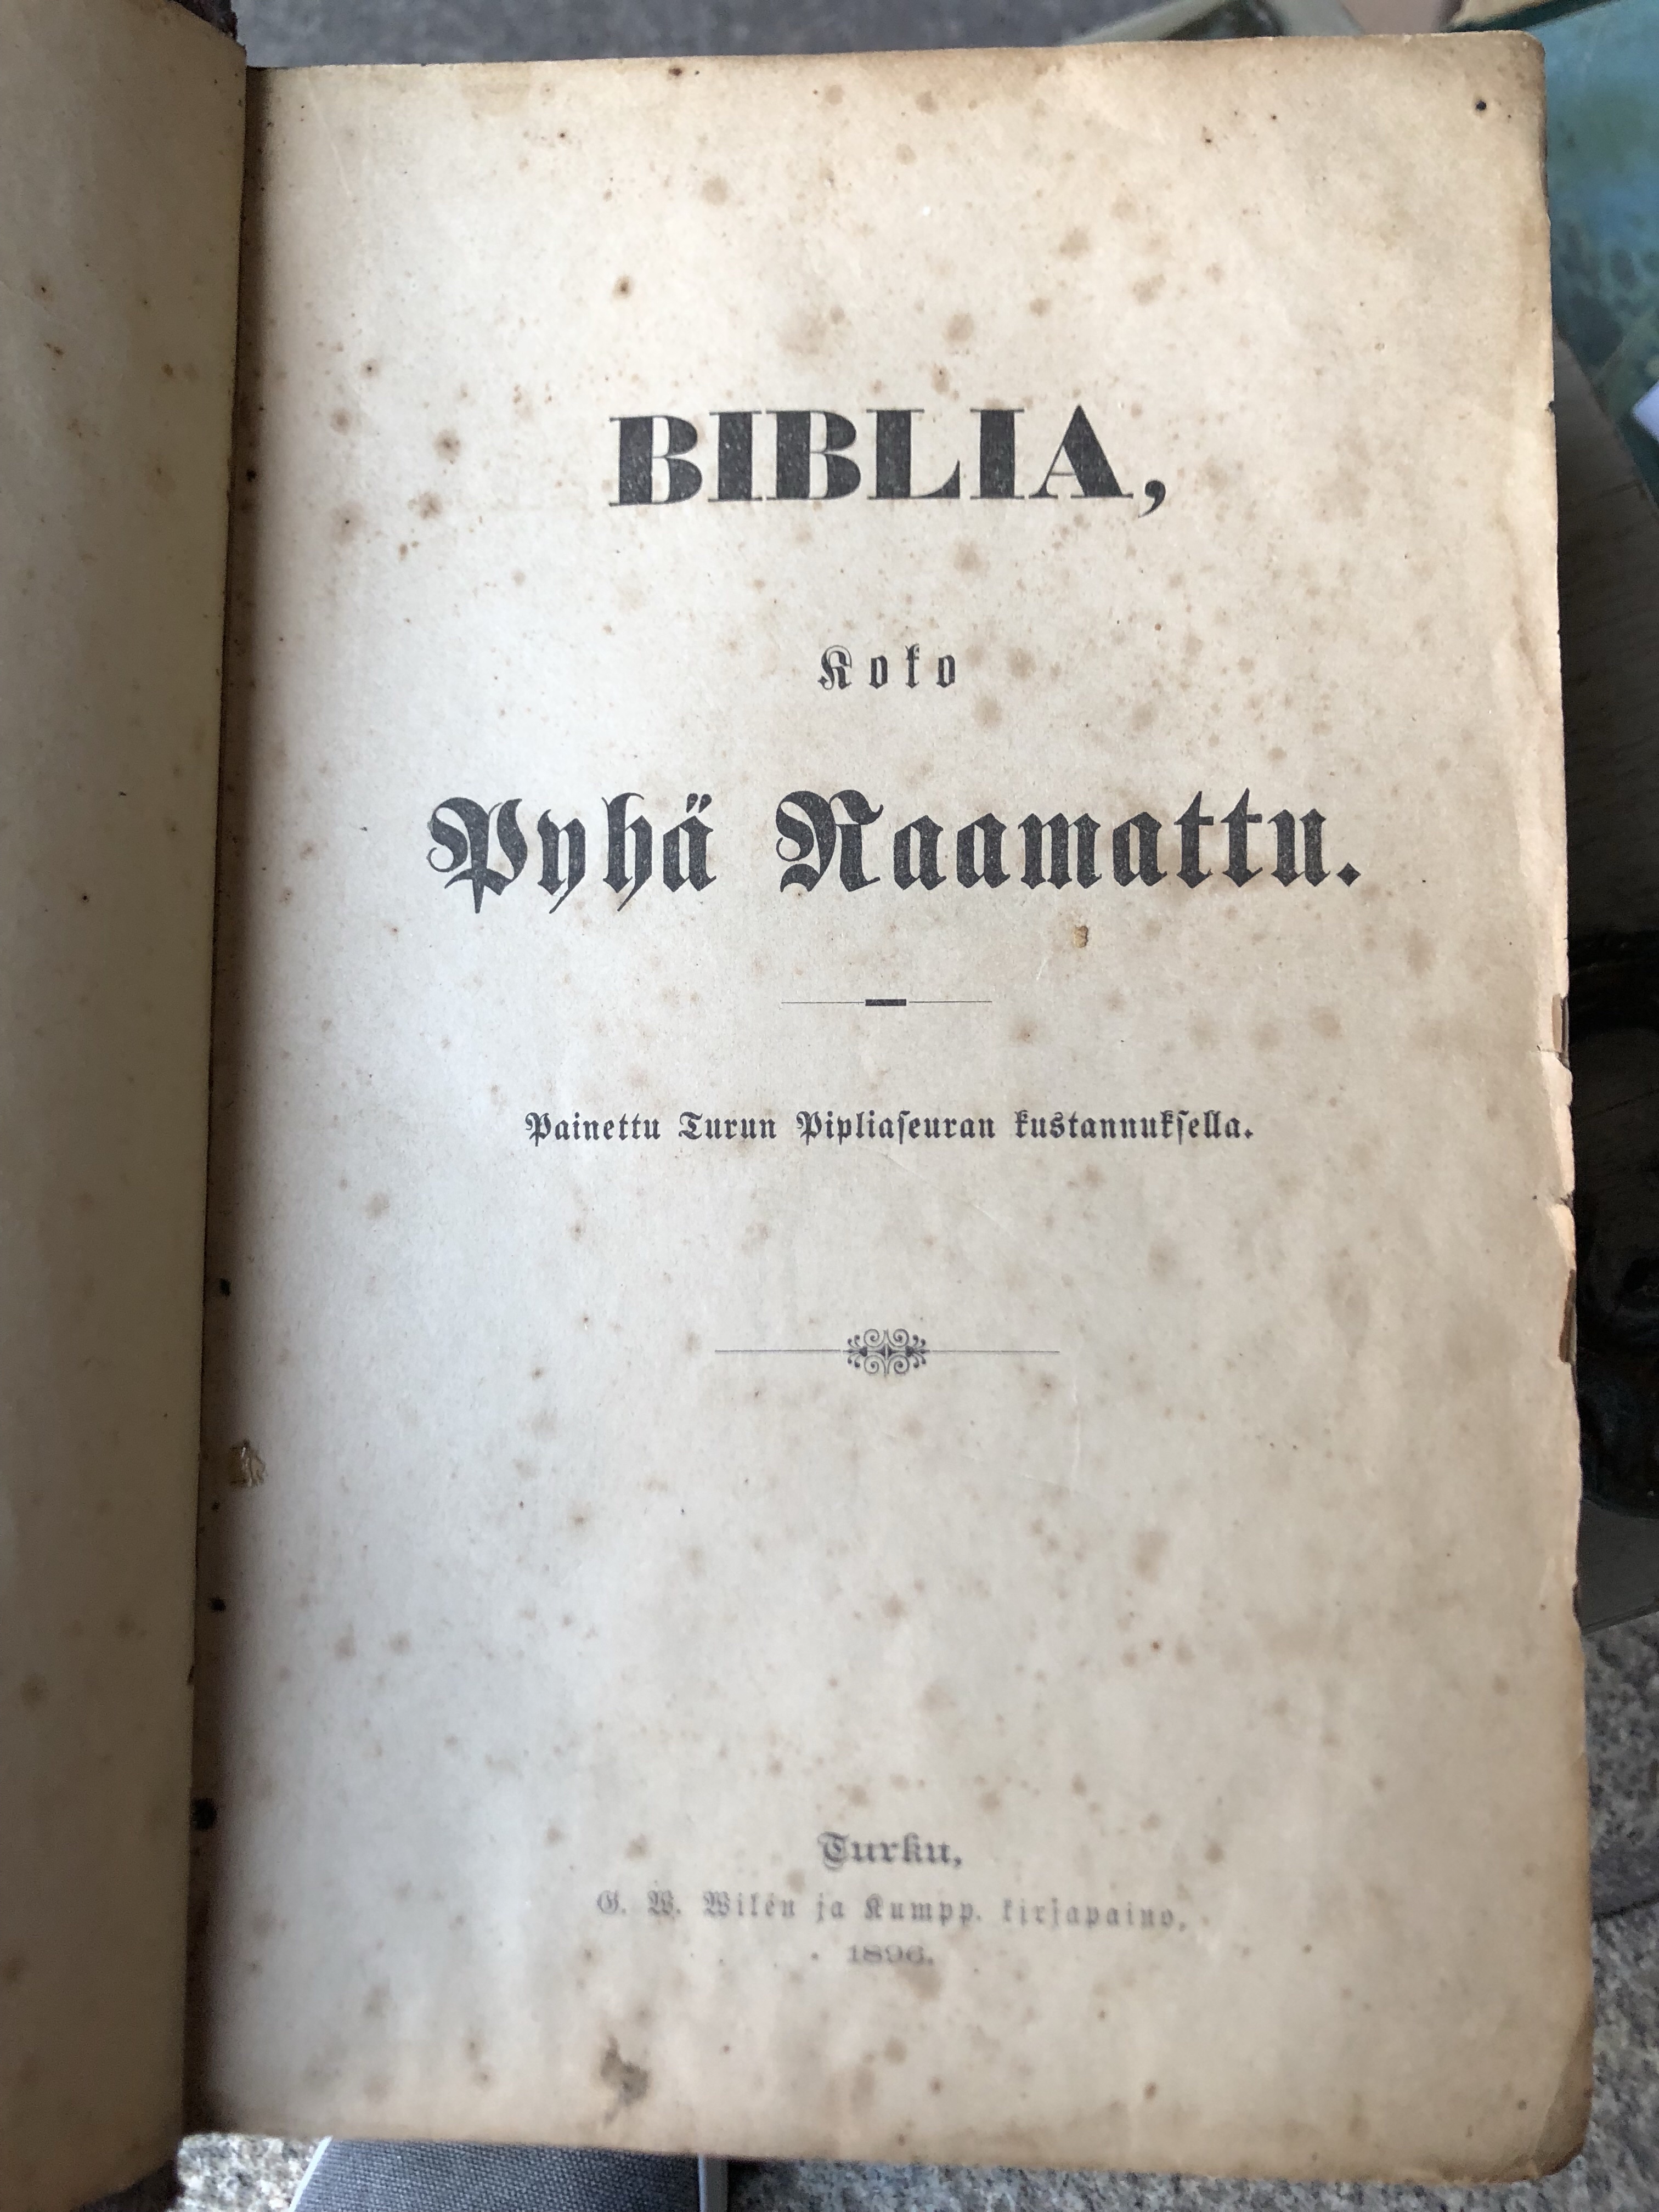 BIBLIA,
Koko
Pyhä Raamattu.
Painettu Turun Pipliaseuran kustannuksella.
Turku,
G. W. Wilén ja Kumpp. kirjapaino,
1896.